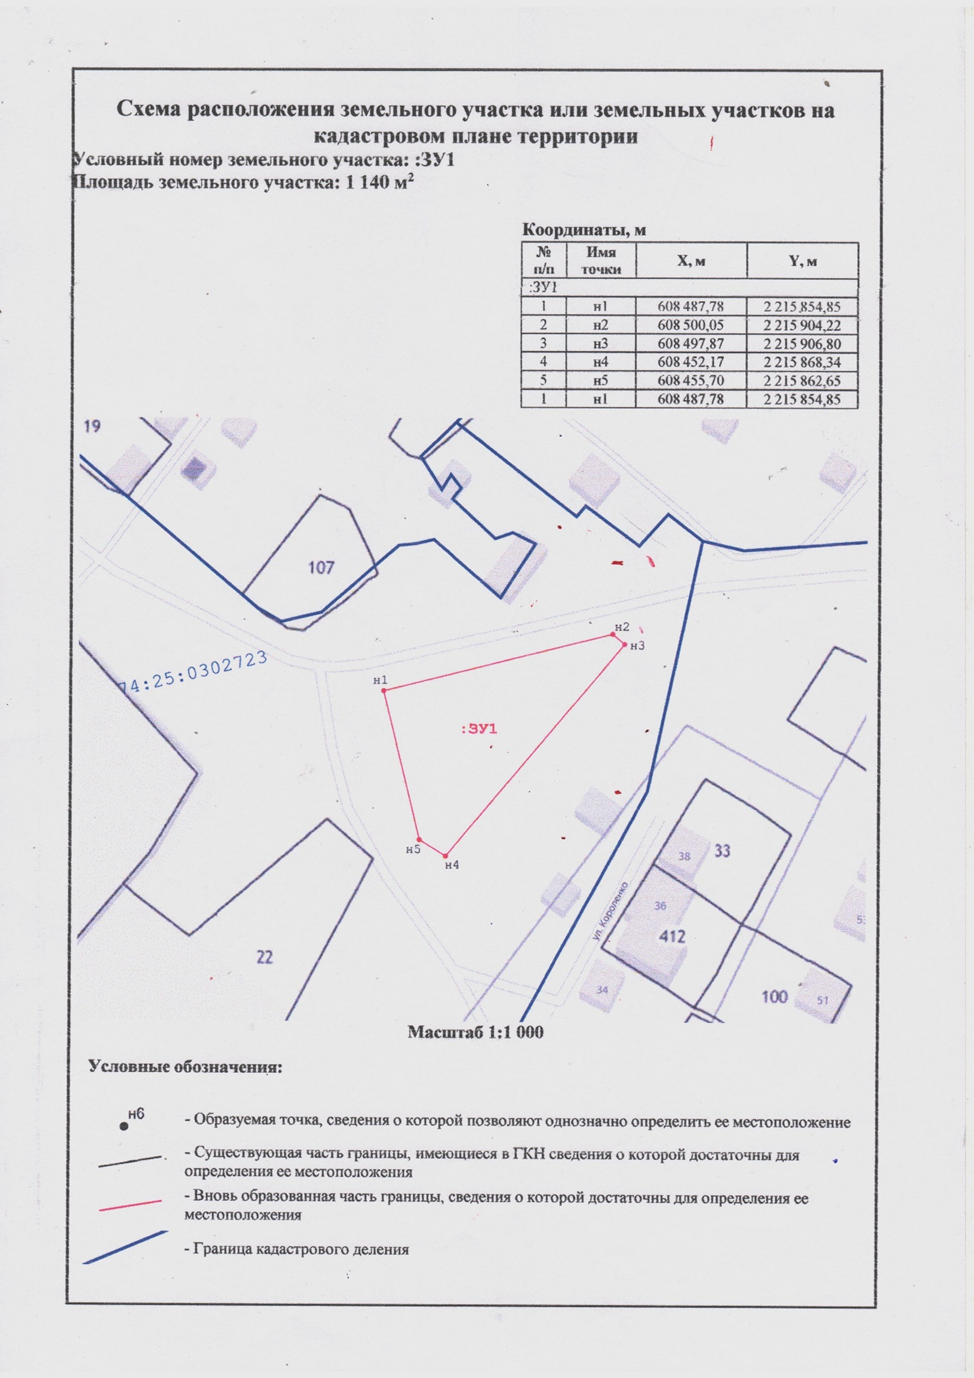 Схема расположения земельного участка или земельных участков на
кадастровом плане территории
Условный номер земельного участка: :ЗУ1
Площадь земельного участка: 1 140 м²
Координаты, м
№ п/п Имя точки X, м Y, м
:ЗУ1
1 н1 608 487,78 2 215 854,85
2 н2 608 500,05 2 215 904,22
3 н3 608 497,87 2 215 906,80
4 н4 608 452,17 2 215 868,34
5 н5 608 455,70 2 215 862,65
1 н1 608 487,78 2 215 854,85
19
107
74:25:0302723
н1
н2
н3
:ЗУ1
н5
н4
38
33
36
412
ул. Короленко
22
34
100
51
Масштаб 1:1 000
Условные обозначения:
н6
- Образуемая точка, сведения о которой позволяют однозначно определить ее местоположение
- Существующая часть границы, имеющиеся в ГКН сведения о которой достаточны для
определения ее местоположения
- Вновь образованная часть границы, сведения о которой достаточны для определения ее
местоположения
- Граница кадастрового деления